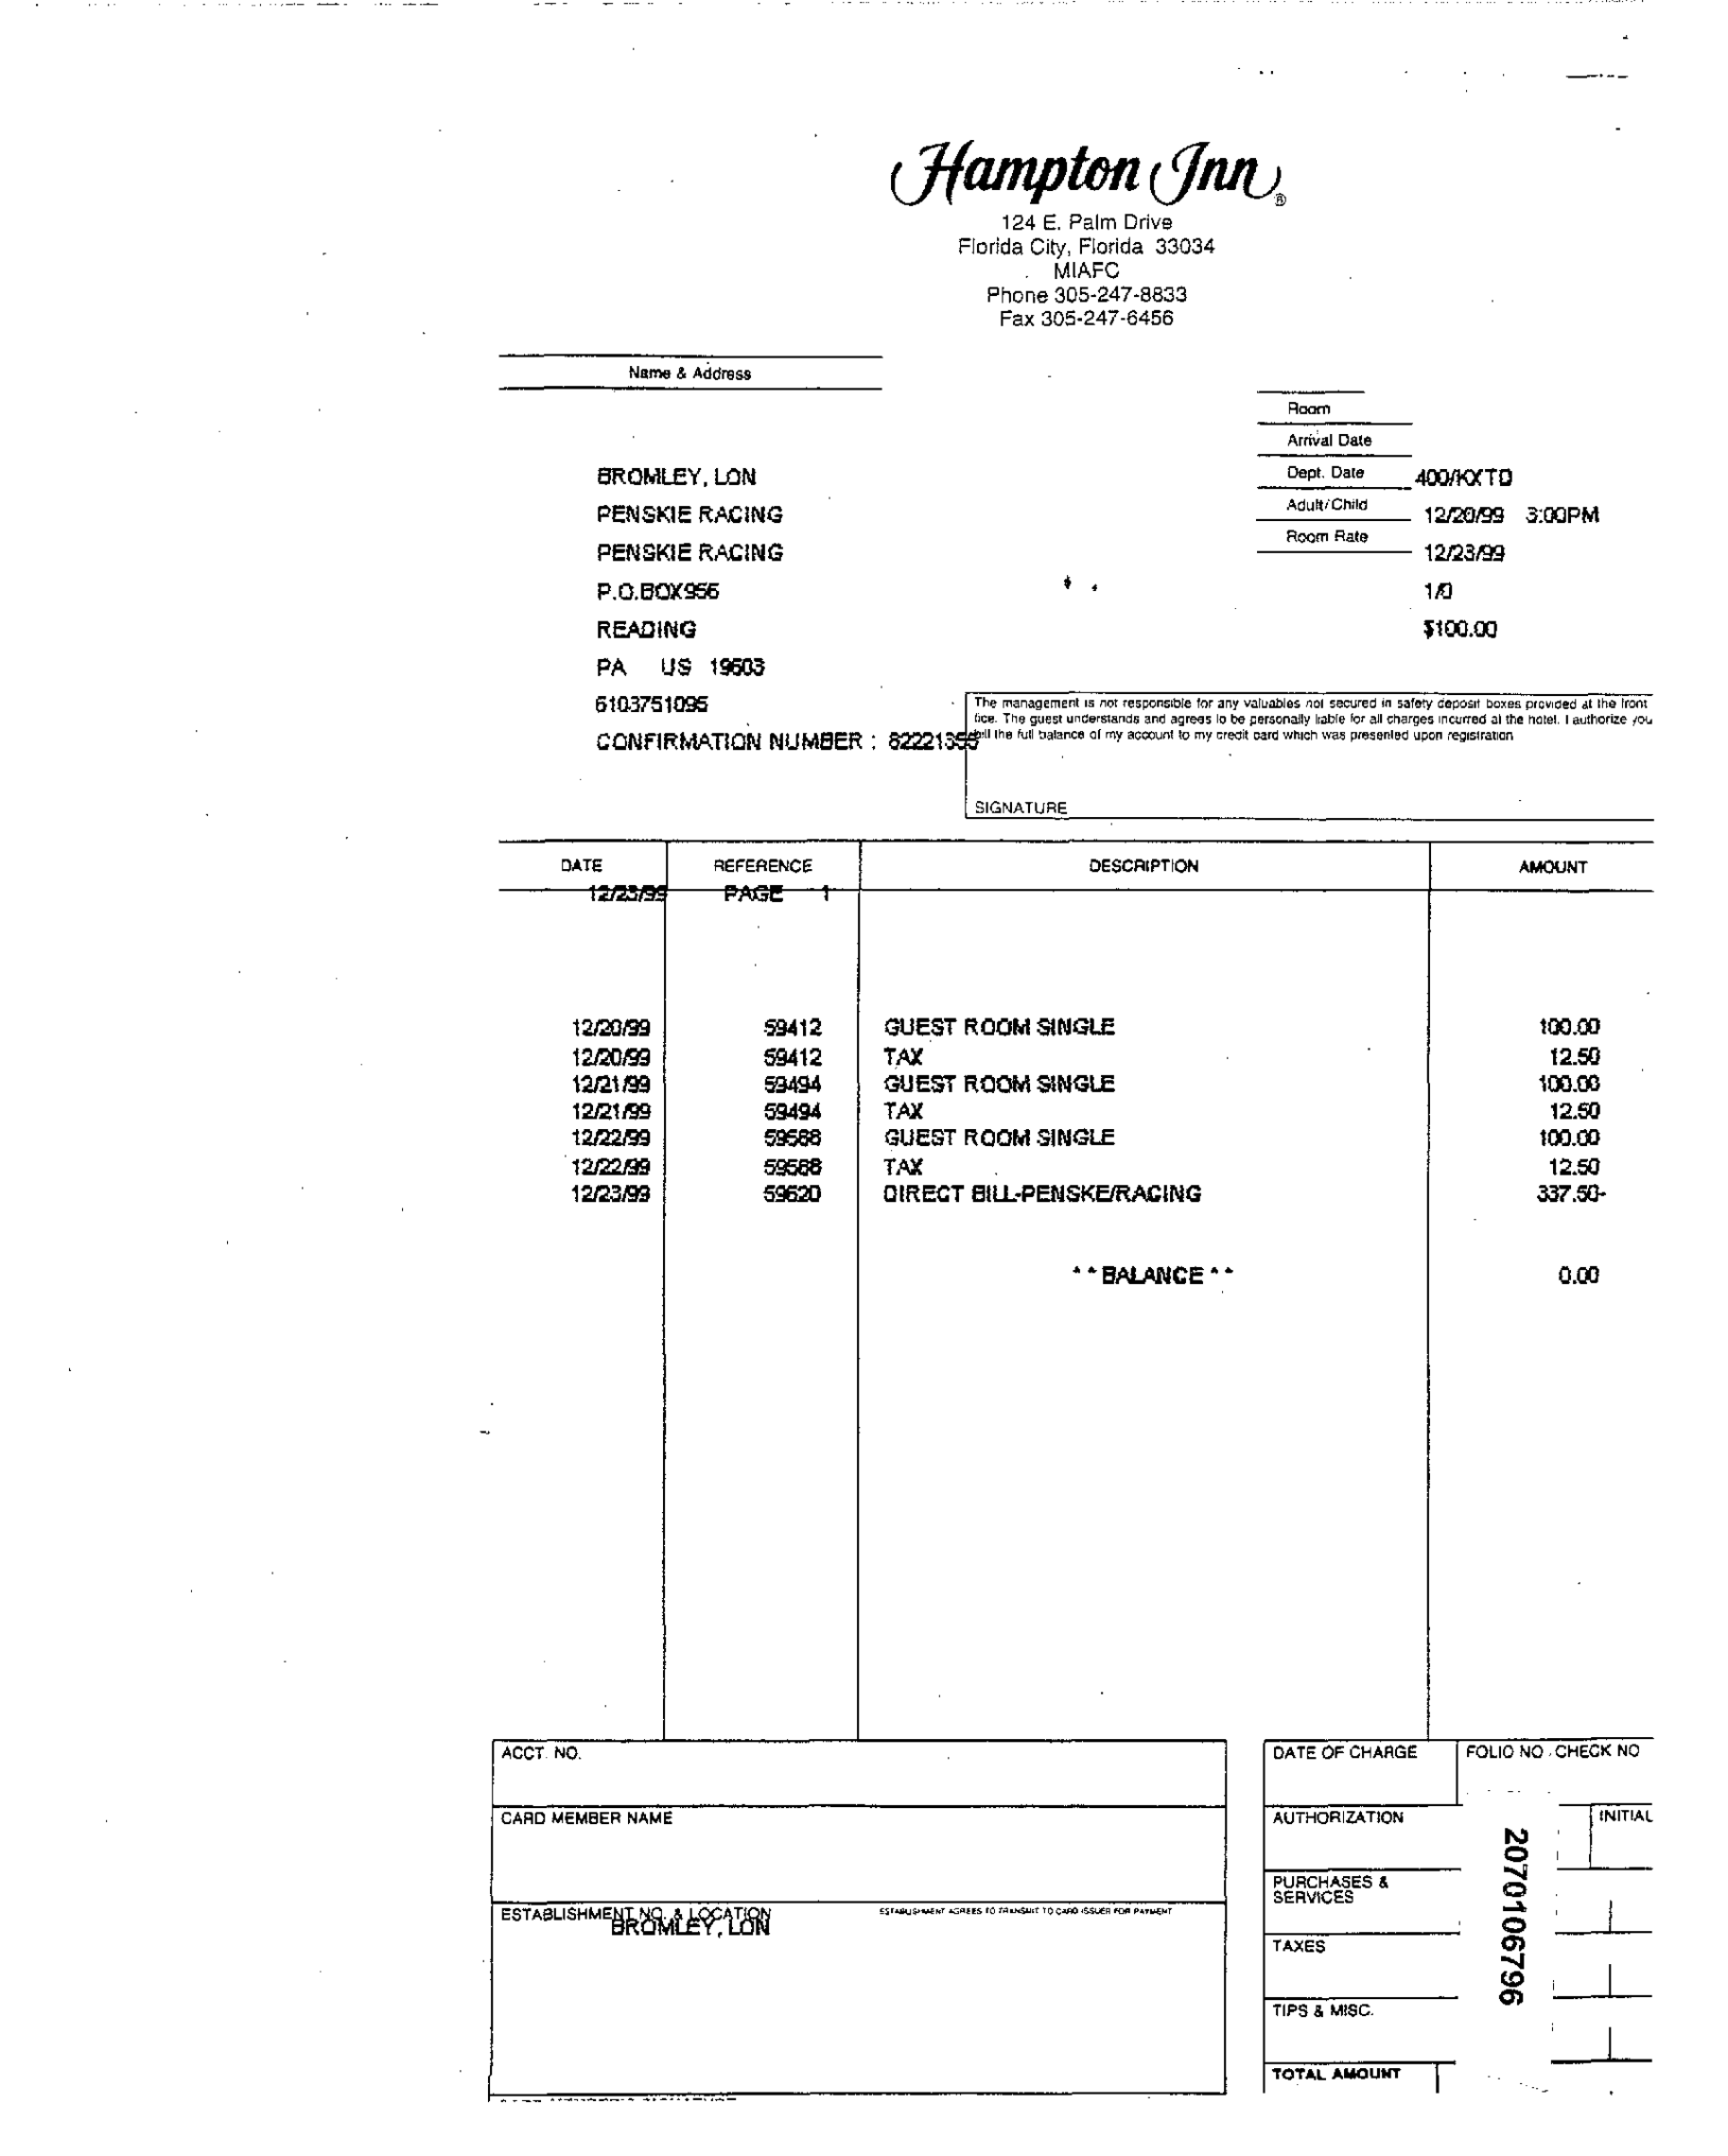 Hampton Inn®
124 E. Palm Drive
Florida City, Florida 33034
MIAFC
Phone 305-247-8833
Fax 305-247-6456
Name & Address
Room
Arrival Date
Dept. Date
Adult/Child
Room Rate
400/KXTD
12/20/99 3:00PM
12/23/99
1/0
$100.00
BROMLEY, LON
PENSKIE RACING
PENSKIE RACING
P.O.BOX956
READING
PA US 19603
6103751095
CONFIRMATION NUMBER : 82221355
The management is not responsible for any valuables not secured in safety deposit boxes provided at the front
fice. The guest understands and agrees to be personally liable for all charges incurred at the hotel. I authorize you
bill the full balance of my account to my credit card which was presented upon registration
SIGNATURE
DATE REFERENCE DESCRIPTION AMOUNT
12/23/99 PAGE 1
12/20/99 59412 GUEST ROOM SINGLE 100.00
12/20/99 59412 TAX 12.50
12/21/99 59494 GUEST ROOM SINGLE 100.00
12/21/99 59494 TAX 12.50
12/22/99 59568 GUEST ROOM SINGLE 100.00
12/22/99 59568 TAX 12.50
12/23/99 59620 DIRECT BILL-PENSKE/RACING 337.50-
**BALANCE** 0.00
ACCT. NO.
DATE OF CHARGE FOLIO NO. CHECK NO
CARD MEMBER NAME
AUTHORIZATION INITIAL
PURCHASES &
SERVICES
ESTABLISHMENT NO. & LOCATION
ESTABLISHMENT AGREES TO TRANSMIT TO CARD ISSUER FOR PAYMENT
BROMLEY, LON
TAXES
TIPS & MISC.
TOTAL AMOUNT
2070106796